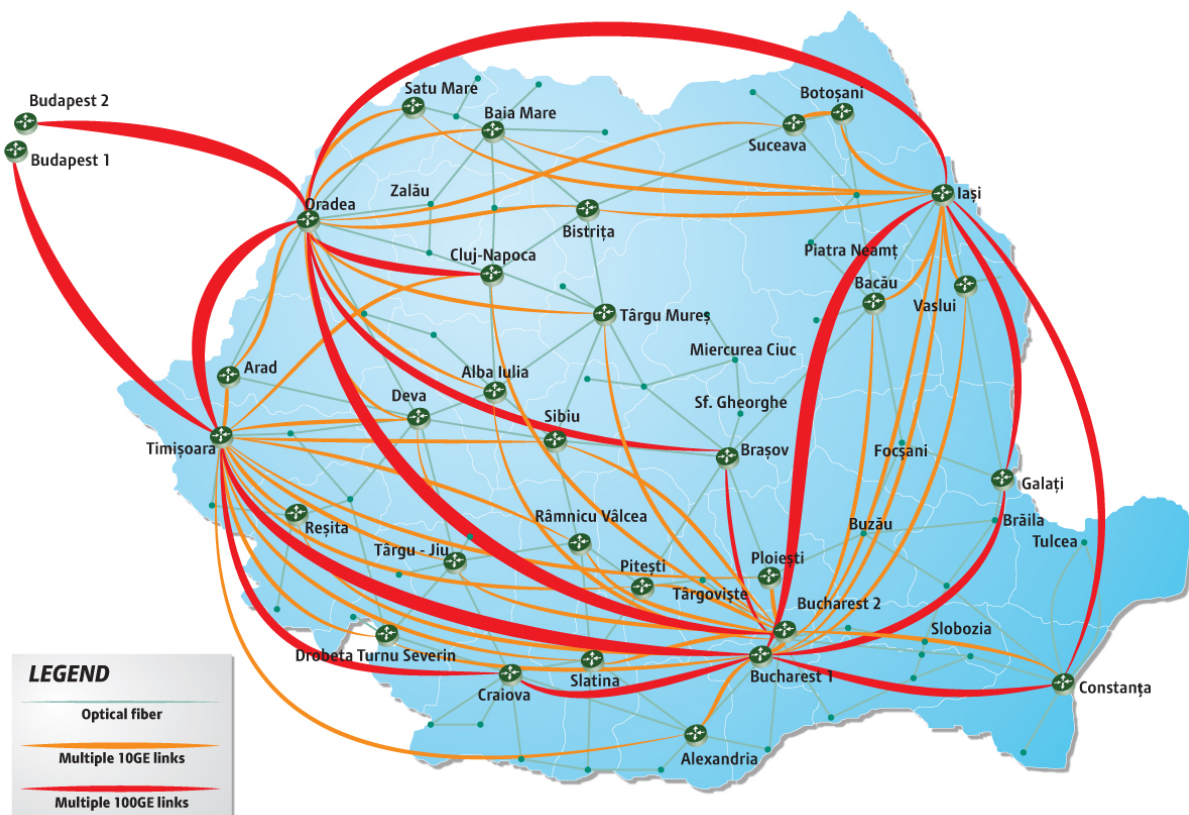 Budapest 2
Budapest 1
Satu Mare
Baia Mare
Botoșani
Suceava
Oradea
Zalău
Bistrița
Iași
Cluj-Napoca
Piatra Neamț
Bacău
Vaslui
Târgu Mureș
Miercurea Ciuc
Arad
Alba Iulia
Deva
Sf. Gheorghe
Sibiu
Timișoara
Brașov
Focșani
Galați
Reșița
Râmnicu Vâlcea
Buzău
Brăila
Tulcea
Târgu - Jiu
Pitești
Ploiești
Târgoviște
Bucharest 2
Slobozia
Drobeta Turnu Severin
Craiova
Slatina
Bucharest 1
Constanța
Alexandria
LEGEND
Optical fiber
Multiple 10GE links
Multiple 100GE links